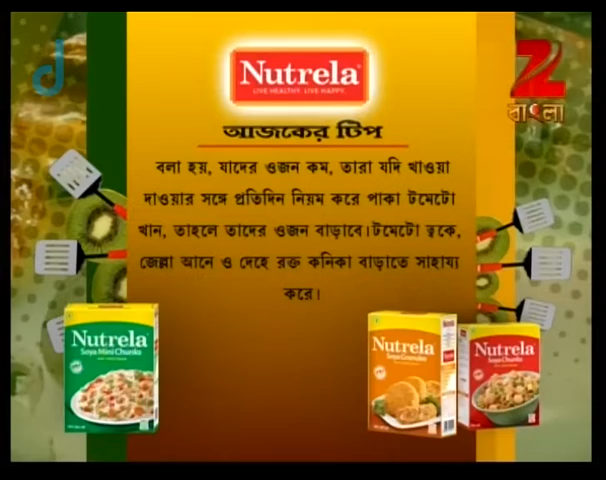 Nutrela
LIVE HEALTHY. LIVE HAPPY.
বাংলা
আজকের টিপ
বলা হয়, যাদের ওজন কম, তারা যদি খাওয়া
দাওয়ার সঙ্গে প্রতিদিন নিয়ম করে পাকা টমেটো
খান, তাহলে তাদের ওজন বাড়াবে।টমেটো ত্বকে,
জেল্লা আনে ও দেহে রক্ত কনিকা বাড়াতে সাহায্য
করে।
Nutrela
Soya Mini Chunks
Nutrela
Soya Granules
Nutrela
Soya Chunks